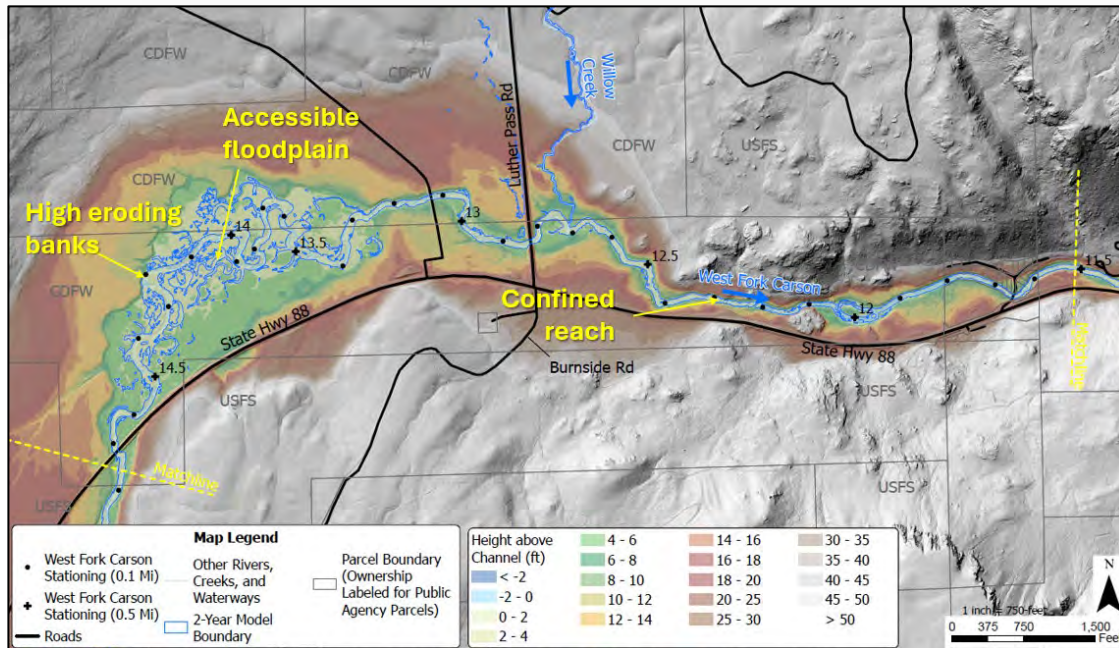 CDFW
CDFW
Willow
Creek
Luther Pass Rd
Accessible
floodplain
CDFW
USFS
CDFW
High eroding
banks
14
13.5
13
12.5
11.5
CDFW
Confined
reach
West Fork Carson
12
State Hwy 88
State Hwy 88
Matchline
Burnside Rd
14.5
USFS
USFS
Matchline
USFS
USFS
Map Legend
West Fork Carson
Stationing (0.1 Mi)
West Fork Carson
Stationing (0.5 Mi)
Roads
Other Rivers,
Creeks, and
Waterways
2-Year Model
Boundary
Parcel Boundary
(Ownership
Labeled for Public
Agency Parcels)
Height above
Channel (ft)
< -2
-2 - 0
0 - 2
2 - 4
4 - 6
6 - 8
8 - 10
10 - 12
12 - 14
14 - 16
16 - 18
18 - 20
20 - 25
25 - 30
30 - 35
35 - 40
40 - 45
45 - 50
> 50
N
1 inch = 750-feet
0 375 750 1,500
Fee